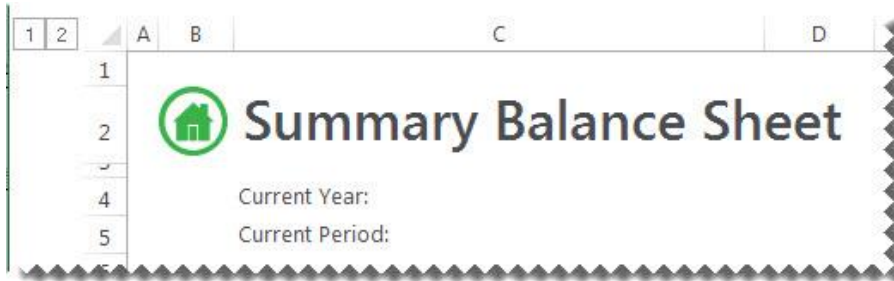 1 2 A B C D
1
2 Summary Balance Sheet
4 Current Year:
5 Current Period: